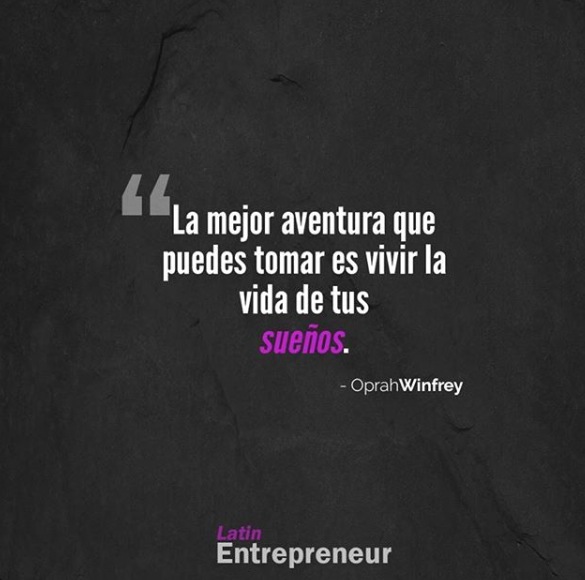 “La mejor aventura que
puedes tomar es vivir la
vida de tus
sueños.
- OprahWinfrey
Latin
Entrepreneur